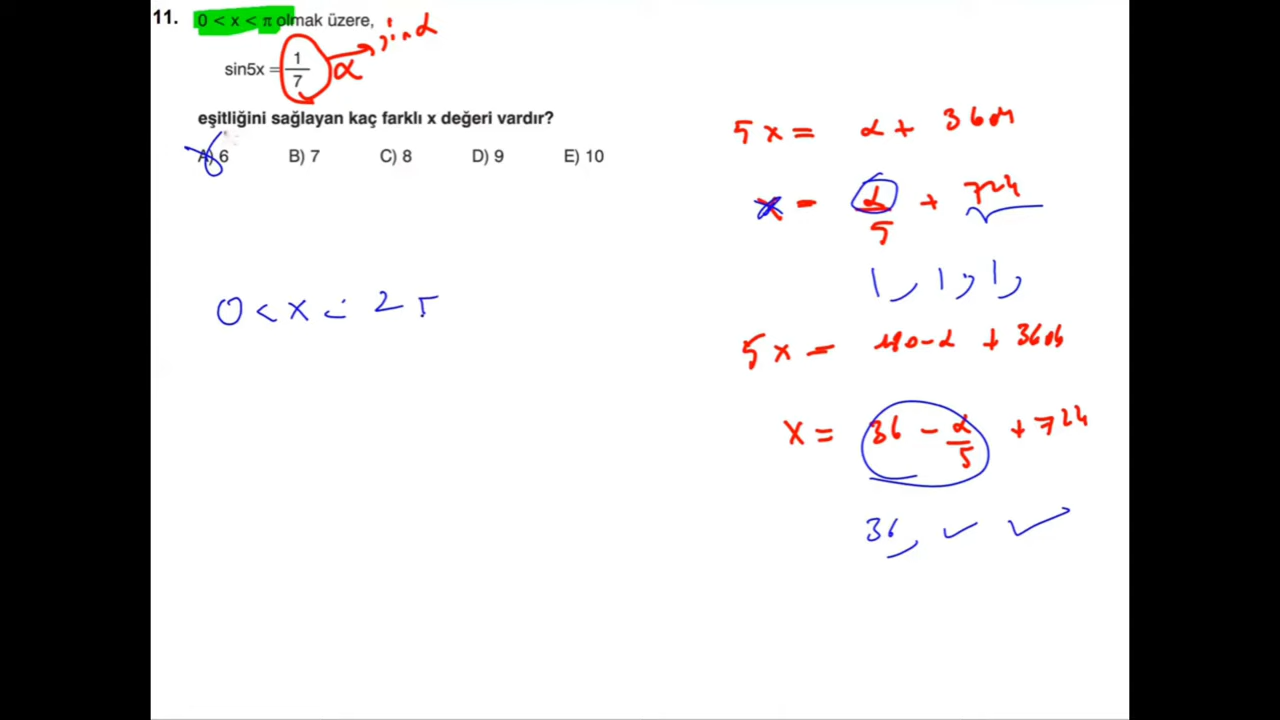 11. 0 < x < π olmak üzere,
sin α
sin5x = 1/7 α
eşitliğini sağlayan kaç farklı x değeri vardır?
A) 6 B) 7 C) 8 D) 9 E) 10
5x = α + 360k
x = α/5 + 72k
1, 1, 1,
0 < x < 2π
5x = 180 - α + 360k
x = 36 - α/5 + 72k
36,